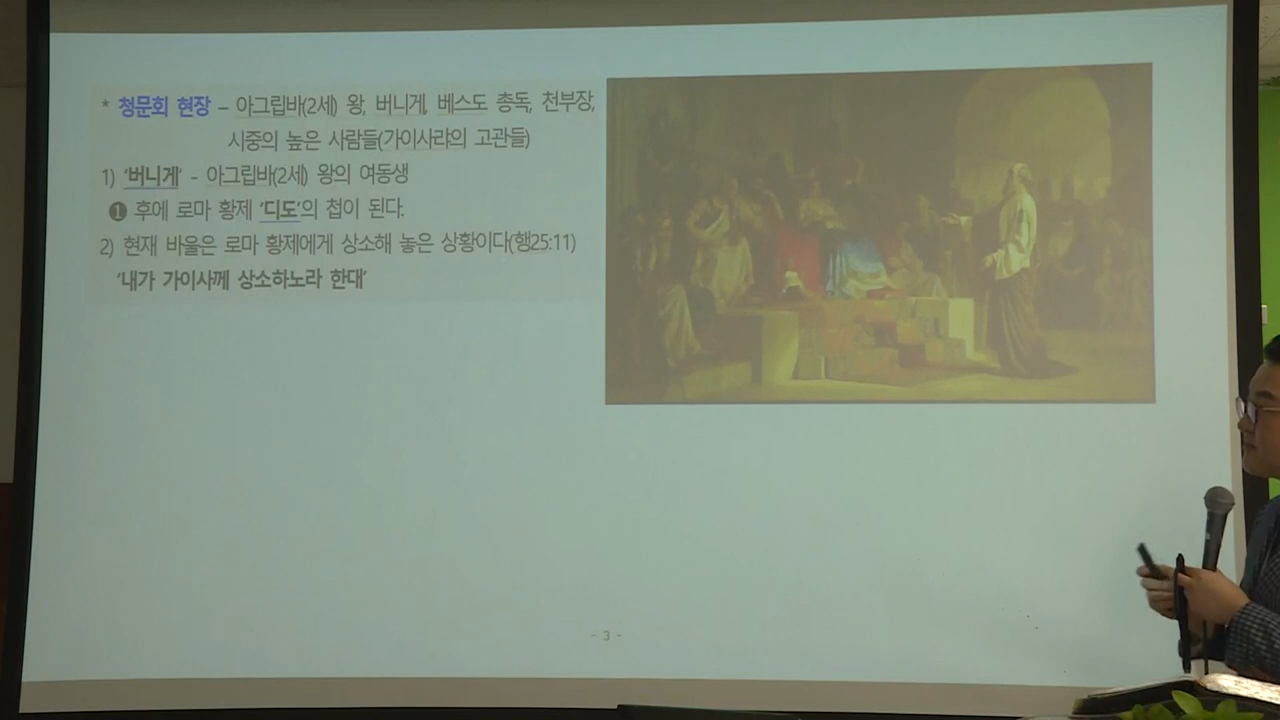 * 청문회 현장 – 아그립바(2세) 왕, 버니게, 베스도 총독, 천부장,
시중의 높은 사람들(가이사랴의 고관들)
1) ‘버니게’ - 아그립바(2세) 왕의 여동생
❶ 후에 로마 황제 ‘디도’의 첩이 된다.
2) 현재 바울은 로마 황제에게 상소해 놓은 상황이다(행25:11)
‘내가 가이사께 상소하노라 한대’
- 3 -